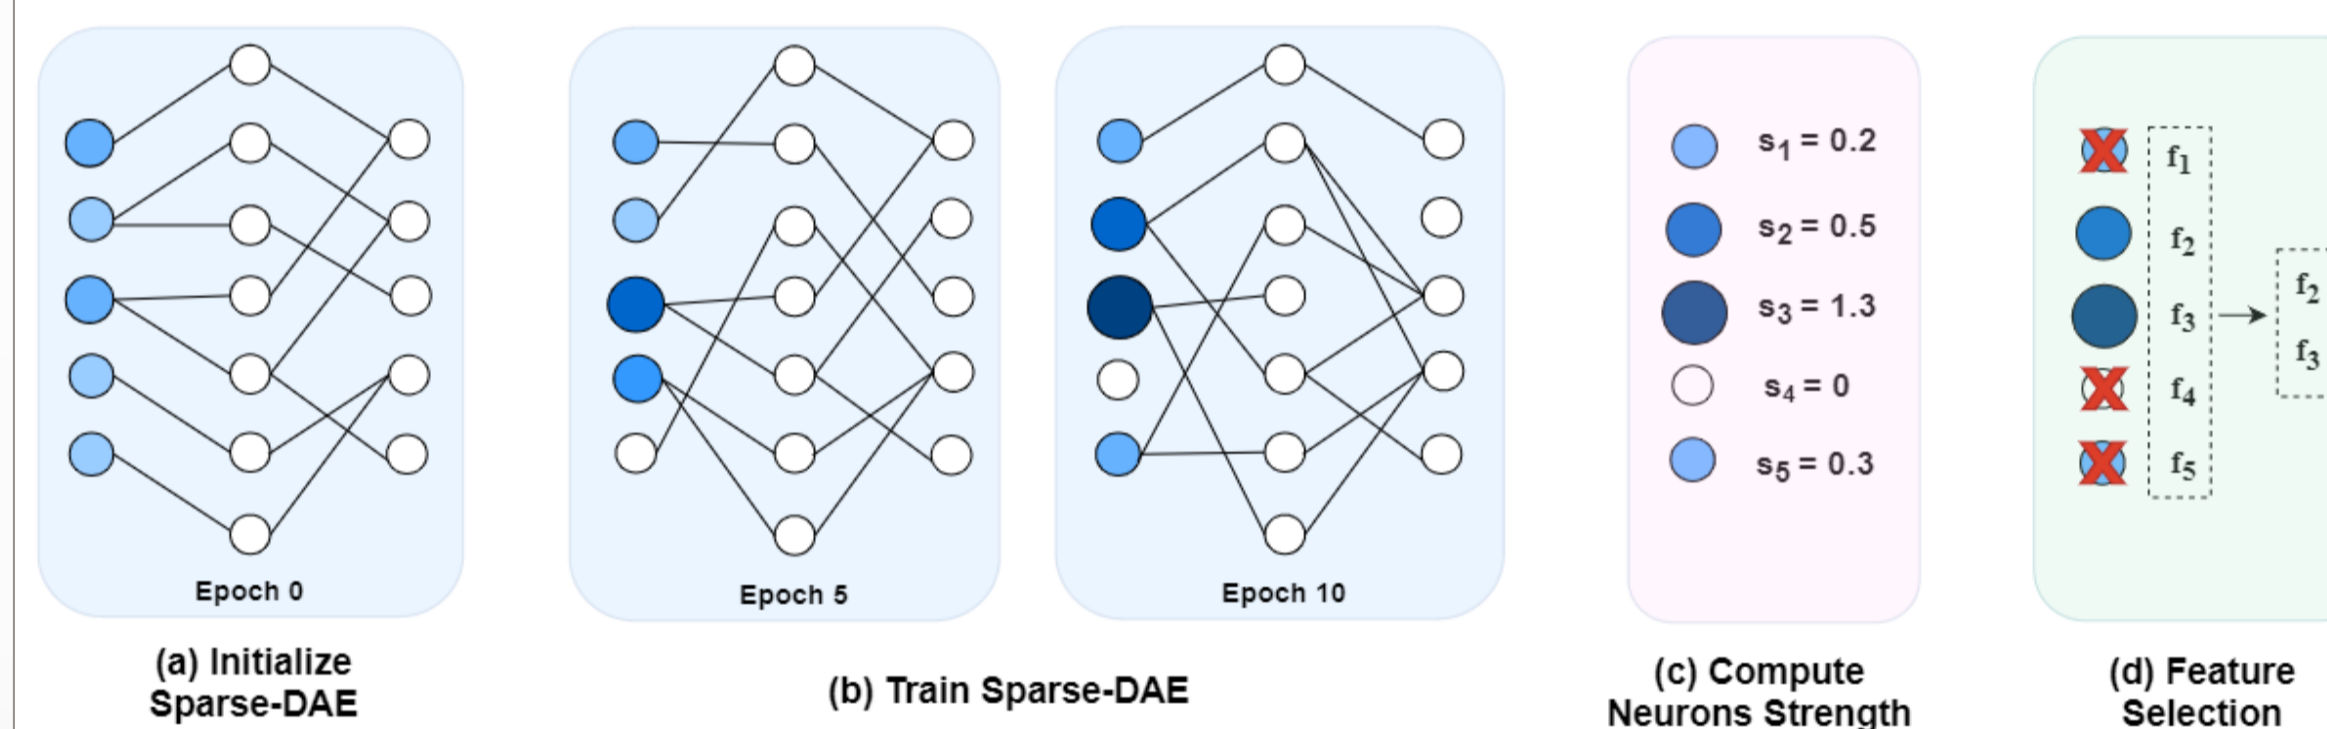 Epoch 0
(a) Initialize
Sparse-DAE
Epoch 5
Epoch 10
(b) Train Sparse-DAE
s1 = 0.2
s2 = 0.5
s3 = 1.3
s4 = 0
s5 = 0.3
(c) Compute
Neurons Strength
X
f1
f2
f3
X
f4
X
f5
f2
f3
(d) Feature
Selection